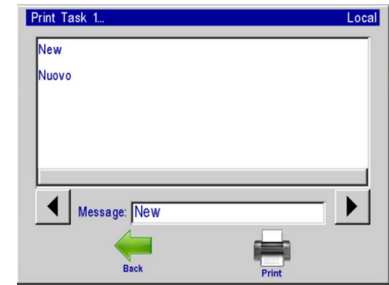 Print Task 1... Local
New
Nuovo
Message: New
Back Print